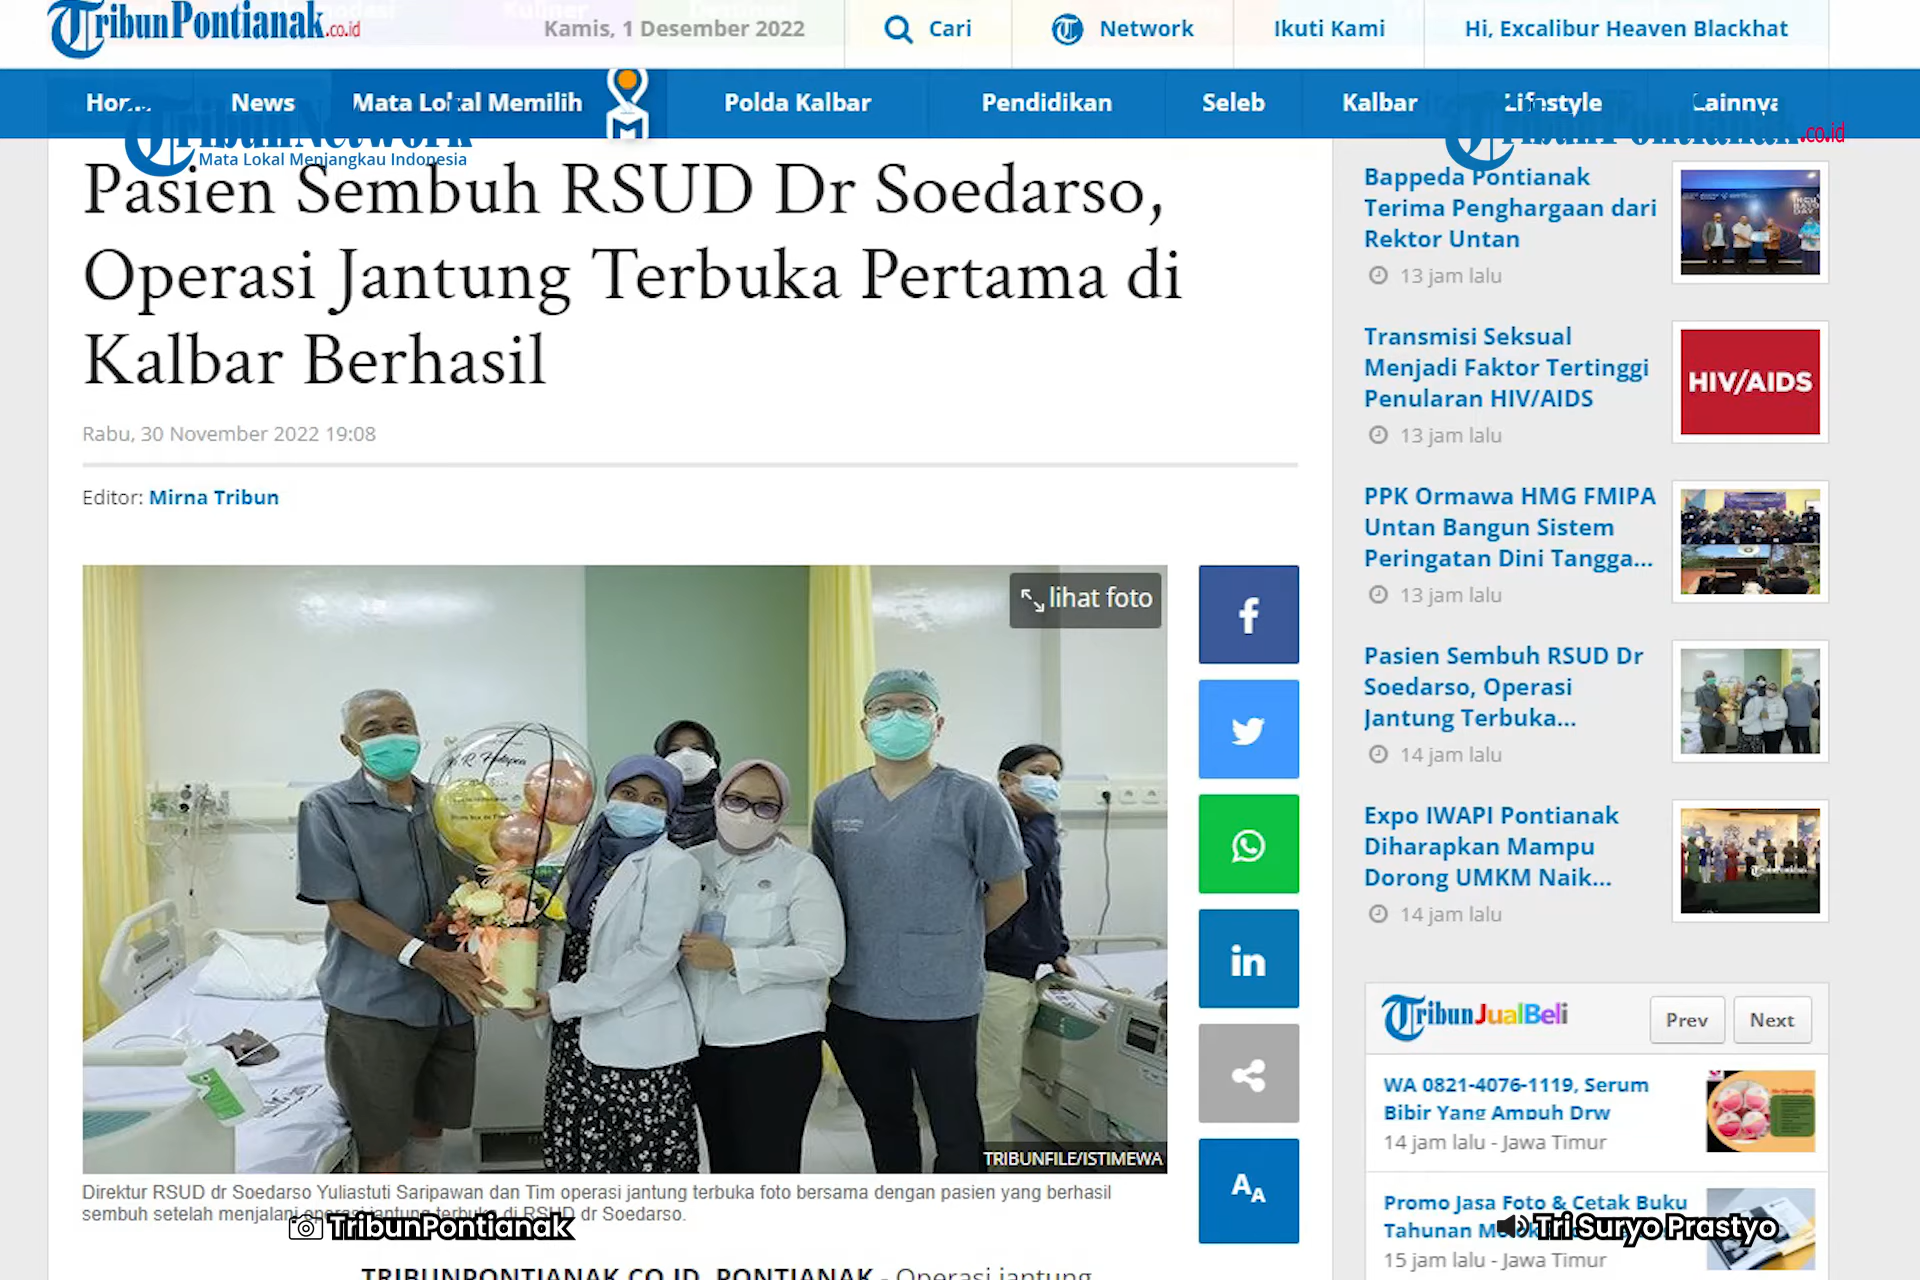 TribunPontianak.co.id
Kamis, 1 Desember 2022
Cari
Network
Ikuti Kami
Hi, Excalibur Heaven Blackhat
News
Mata Lokal Memilih
Polda Kalbar
Pendidikan
Seleb
Kalbar
Lifestyle
Lainnya
TribunNetwork
Mata Lokal Menjangkau Indonesia
TribunPontianak.co.id
Pasien Sembuh RSUD Dr Soedarso,
Operasi Jantung Terbuka Pertama di
Kalbar Berhasil
Rabu, 30 November 2022 19:08
Editor: Mirna Tribun
lihat foto
TRIBUNFILE/ISTIMEWA
Direktur RSUD dr Soedarso Yuliastuti Saripawan dan Tim operasi jantung terbuka foto bersama dengan pasien yang berhasil
sembuh setelah menjalani operasi jantung terbuka di RSUD dr Soedarso.
TribunPontianak
TRIBUNPONTIANAK.CO.ID, PONTIANAK - Operasi jantung
Bappeda Pontianak
Terima Penghargaan dari
Rektor Untan
13 jam lalu
Transmisi Seksual
Menjadi Faktor Tertinggi
Penularan HIV/AIDS
13 jam lalu
HIV/AIDS
PPK Ormawa HMG FMIPA
Untan Bangun Sistem
Peringatan Dini Tangga...
13 jam lalu
Pasien Sembuh RSUD Dr
Soedarso, Operasi
Jantung Terbuka...
14 jam lalu
Expo IWAPI Pontianak
Diharapkan Mampu
Dorong UMKM Naik...
14 jam lalu
TribunJualBeli
Prev
Next
WA 0821-4076-1119, Serum
Bibir Yang Ampuh Drw
14 jam lalu - Jawa Timur
Promo Jasa Foto & Cetak Buku
Tahunan
Tri Suryo Prastyo
15 jam lalu - Jawa Timur